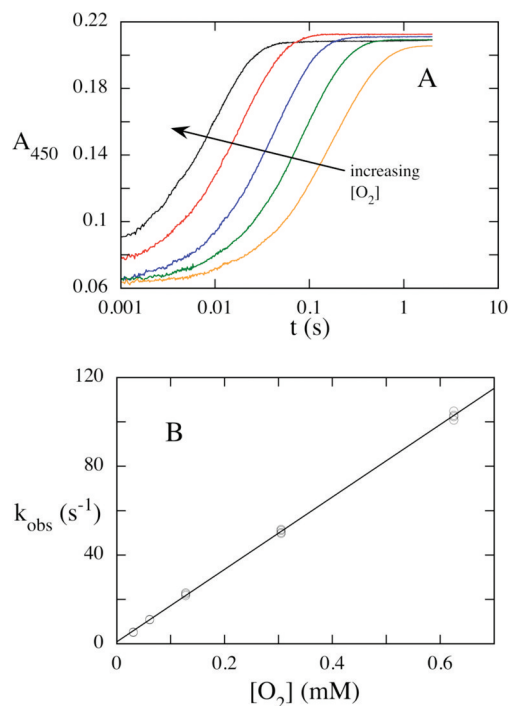 0.22
A
0.18
A450
0.14
increasing
[O2]
0.1
0.06
0.001 0.01 0.1 1 10
t (s)
120
B
80
kobs (s-1)
40
0
0 0.2 0.4 0.6
[O2] (mM)